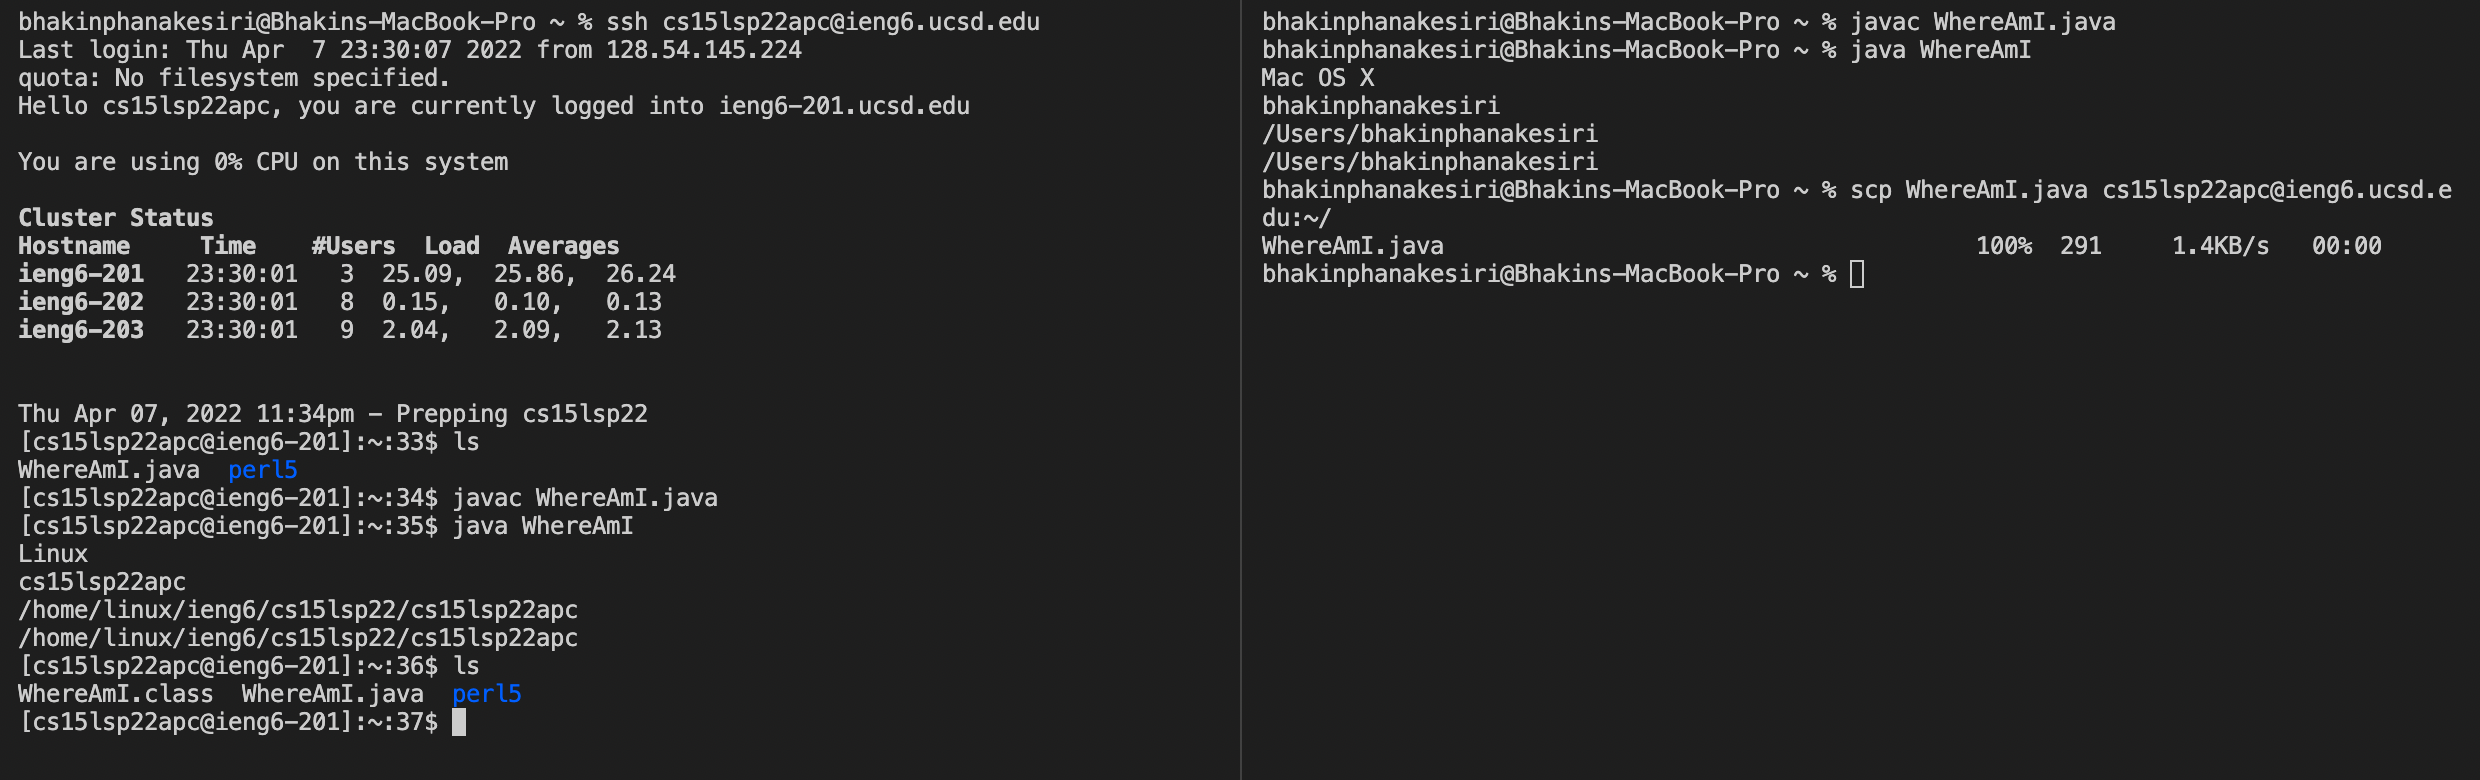 bhakinphanakesiri@Bhakins-MacBook-Pro ~ % ssh cs15lsp22apc@ieng6.ucsd.edu
Last login: Thu Apr  7 23:30:07 2022 from 128.54.145.224
quota: No filesystem specified.
Hello cs15lsp22apc, you are currently logged into ieng6-201.ucsd.edu
You are using 0% CPU on this system
Cluster Status
Hostname     Time    #Users  Load  Averages
ieng6-201   23:30:01   3  25.09,  25.86,  26.24
ieng6-202   23:30:01   8  0.15,   0.10,   0.13
ieng6-203   23:30:01   9  2.04,   2.09,   2.13
Thu Apr 07, 2022 11:34pm - Prepping cs15lsp22
[cs15lsp22apc@ieng6-201]:~:33$ ls
WhereAmI.java  perl5
[cs15lsp22apc@ieng6-201]:~:34$ javac WhereAmI.java
[cs15lsp22apc@ieng6-201]:~:35$ java WhereAmI
Linux
cs15lsp22apc
/home/linux/ieng6/cs15lsp22/cs15lsp22apc
/home/linux/ieng6/cs15lsp22/cs15lsp22apc
[cs15lsp22apc@ieng6-201]:~:36$ ls
WhereAmI.class  WhereAmI.java  perl5
[cs15lsp22apc@ieng6-201]:~:37$
bhakinphanakesiri@Bhakins-MacBook-Pro ~ % javac WhereAmI.java
bhakinphanakesiri@Bhakins-MacBook-Pro ~ % java WhereAmI
Mac OS X
bhakinphanakesiri
/Users/bhakinphanakesiri
/Users/bhakinphanakesiri
bhakinphanakesiri@Bhakins-MacBook-Pro ~ % scp WhereAmI.java cs15lsp22apc@ieng6.ucsd.e
du:~/
WhereAmI.java                                      100%  291     1.4KB/s   00:00
bhakinphanakesiri@Bhakins-MacBook-Pro ~ %